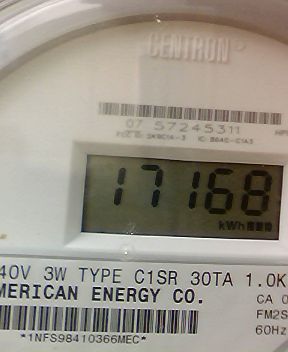 CENTRON
07 57245311
17168
kWh
40V 3W TYPE C1SR 30TA 1.0K
MERICAN ENERGY CO.
CA 0
FM2S
60Hz
*1NFS98410366MEC*